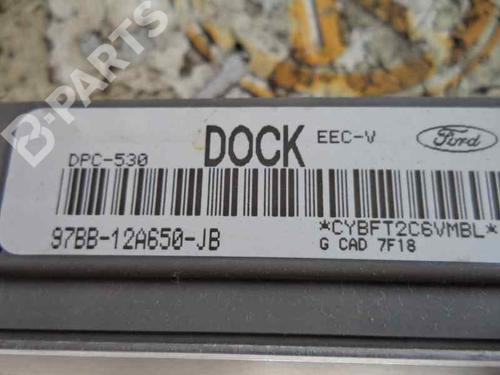 B-PARTS
DOCK EEC-V Ford
DPC-530
97BB-12A650-JB *CYBFT2C6VMBL*
G CAD 7F18